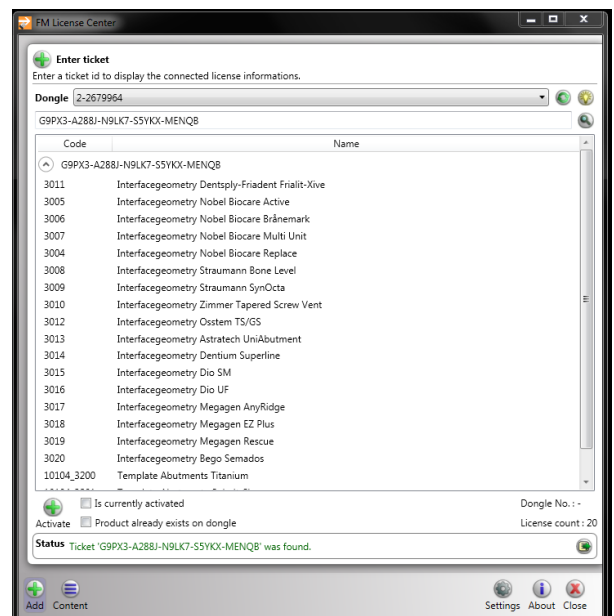 FM License Center
Enter ticket
Enter a ticket id to display the connected license informations.
Dongle 2-2679964
G9PX3-A288J-N9LK7-S5YKX-MENQB
Code Name
G9PX3-A288J-N9LK7-S5YKX-MENQB
3011 Interfacegeometry Dentsply-Friadent Frialit-Xive
3005 Interfacegeometry Nobel Biocare Active
3006 Interfacegeometry Nobel Biocare Brånemark
3007 Interfacegeometry Nobel Biocare Multi Unit
3004 Interfacegeometry Nobel Biocare Replace
3008 Interfacegeometry Straumann Bone Level
3009 Interfacegeometry Straumann SynOcta
3010 Interfacegeometry Zimmer Tapered Screw Vent
3012 Interfacegeometry Osstem TS/GS
3013 Interfacegeometry Astratech UniAbutment
3014 Interfacegeometry Dentium Superline
3015 Interfacegeometry Dio SM
3016 Interfacegeometry Dio UF
3017 Interfacegeometry Megagen AnyRidge
3018 Interfacegeometry Megagen EZ Plus
3019 Interfacegeometry Megagen Rescue
3020 Interfacegeometry Bego Semados
10104_3200 Template Abutments Titanium
Is currently activated Dongle No. : -
Activate Product already exists on dongle License count : 20
Status Ticket 'G9PX3-A288J-N9LK7-S5YKX-MENQB' was found.
Add Content Settings About Close